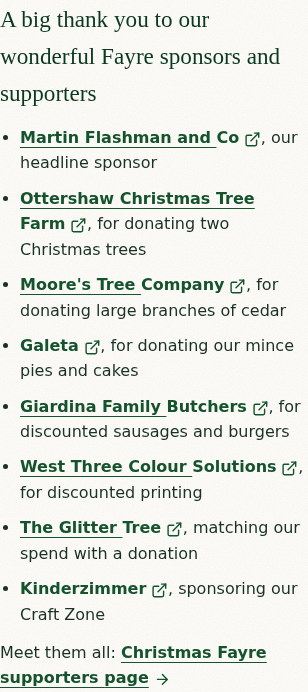 A big thank you to our
wonderful Fayre sponsors and
supporters
• Martin Flashman and Co, our
headline sponsor
• Ottershaw Christmas Tree
Farm, for donating two
Christmas trees
• Moore's Tree Company, for
donating large branches of cedar
• Galeta, for donating our mince
pies and cakes
• Giardina Family Butchers, for
discounted sausages and burgers
• West Three Colour Solutions,
for discounted printing
• The Glitter Tree, matching our
spend with a donation
• Kinderzimmer, sponsoring our
Craft Zone
Meet them all: Christmas Fayre
supporters page →